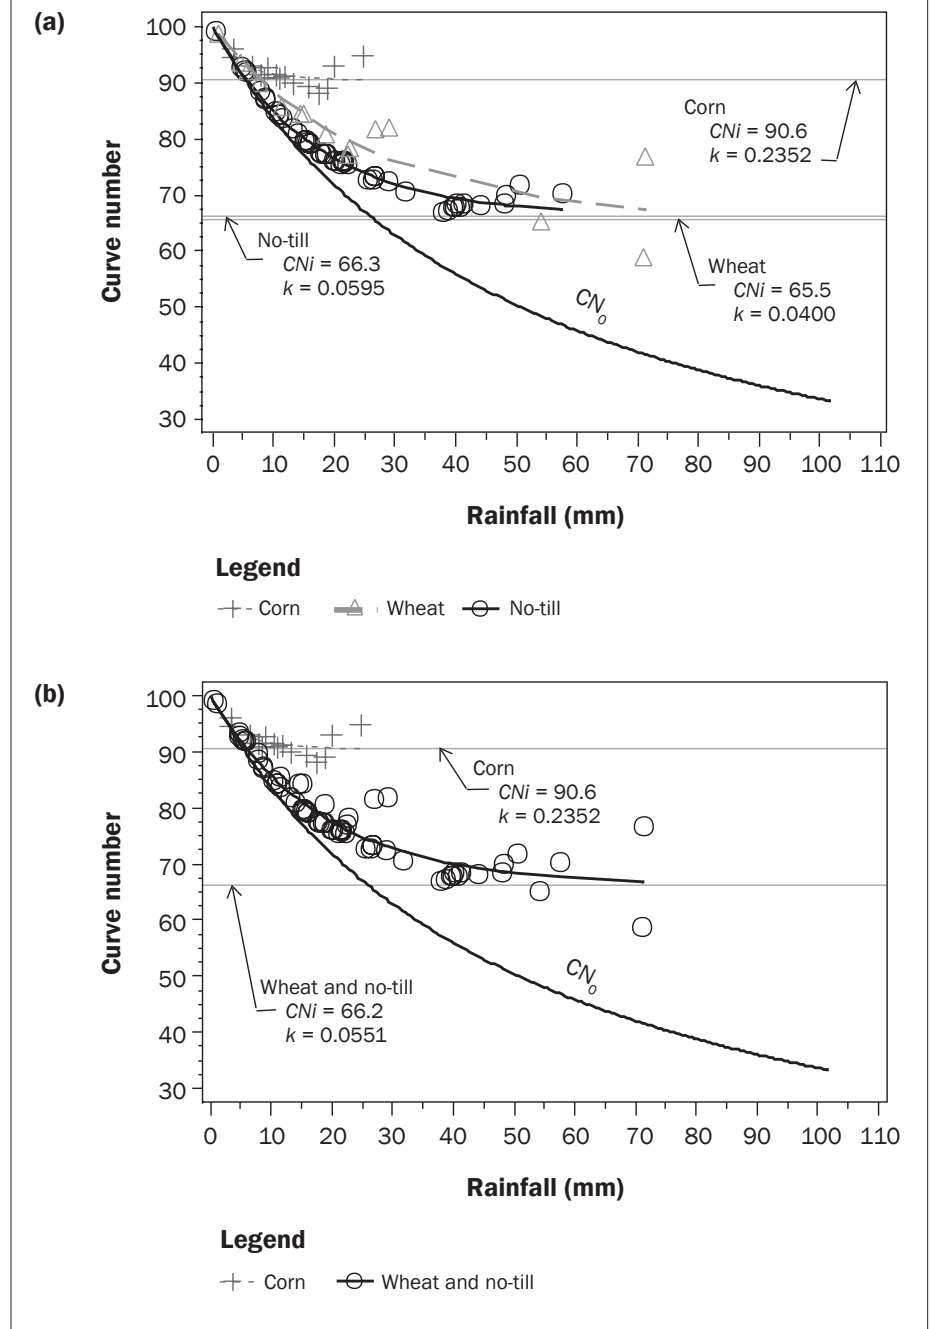 (a)
100
90
80
70
60
50
40
30
Curve number
Corn
CNi = 90.6
k = 0.2352
No-till
CNi = 66.3
k = 0.0595
Wheat
CNi = 65.5
k = 0.0400
CNo
0 10 20 30 40 50 60 70 80 90 100 110
Rainfall (mm)
Legend
Corn Wheat No-till
(b)
100
90
80
70
60
50
40
30
Curve number
Corn
CNi = 90.6
k = 0.2352
Wheat and no-till
CNi = 66.2
k = 0.0551
CNo
0 10 20 30 40 50 60 70 80 90 100 110
Rainfall (mm)
Legend
Corn Wheat and no-till